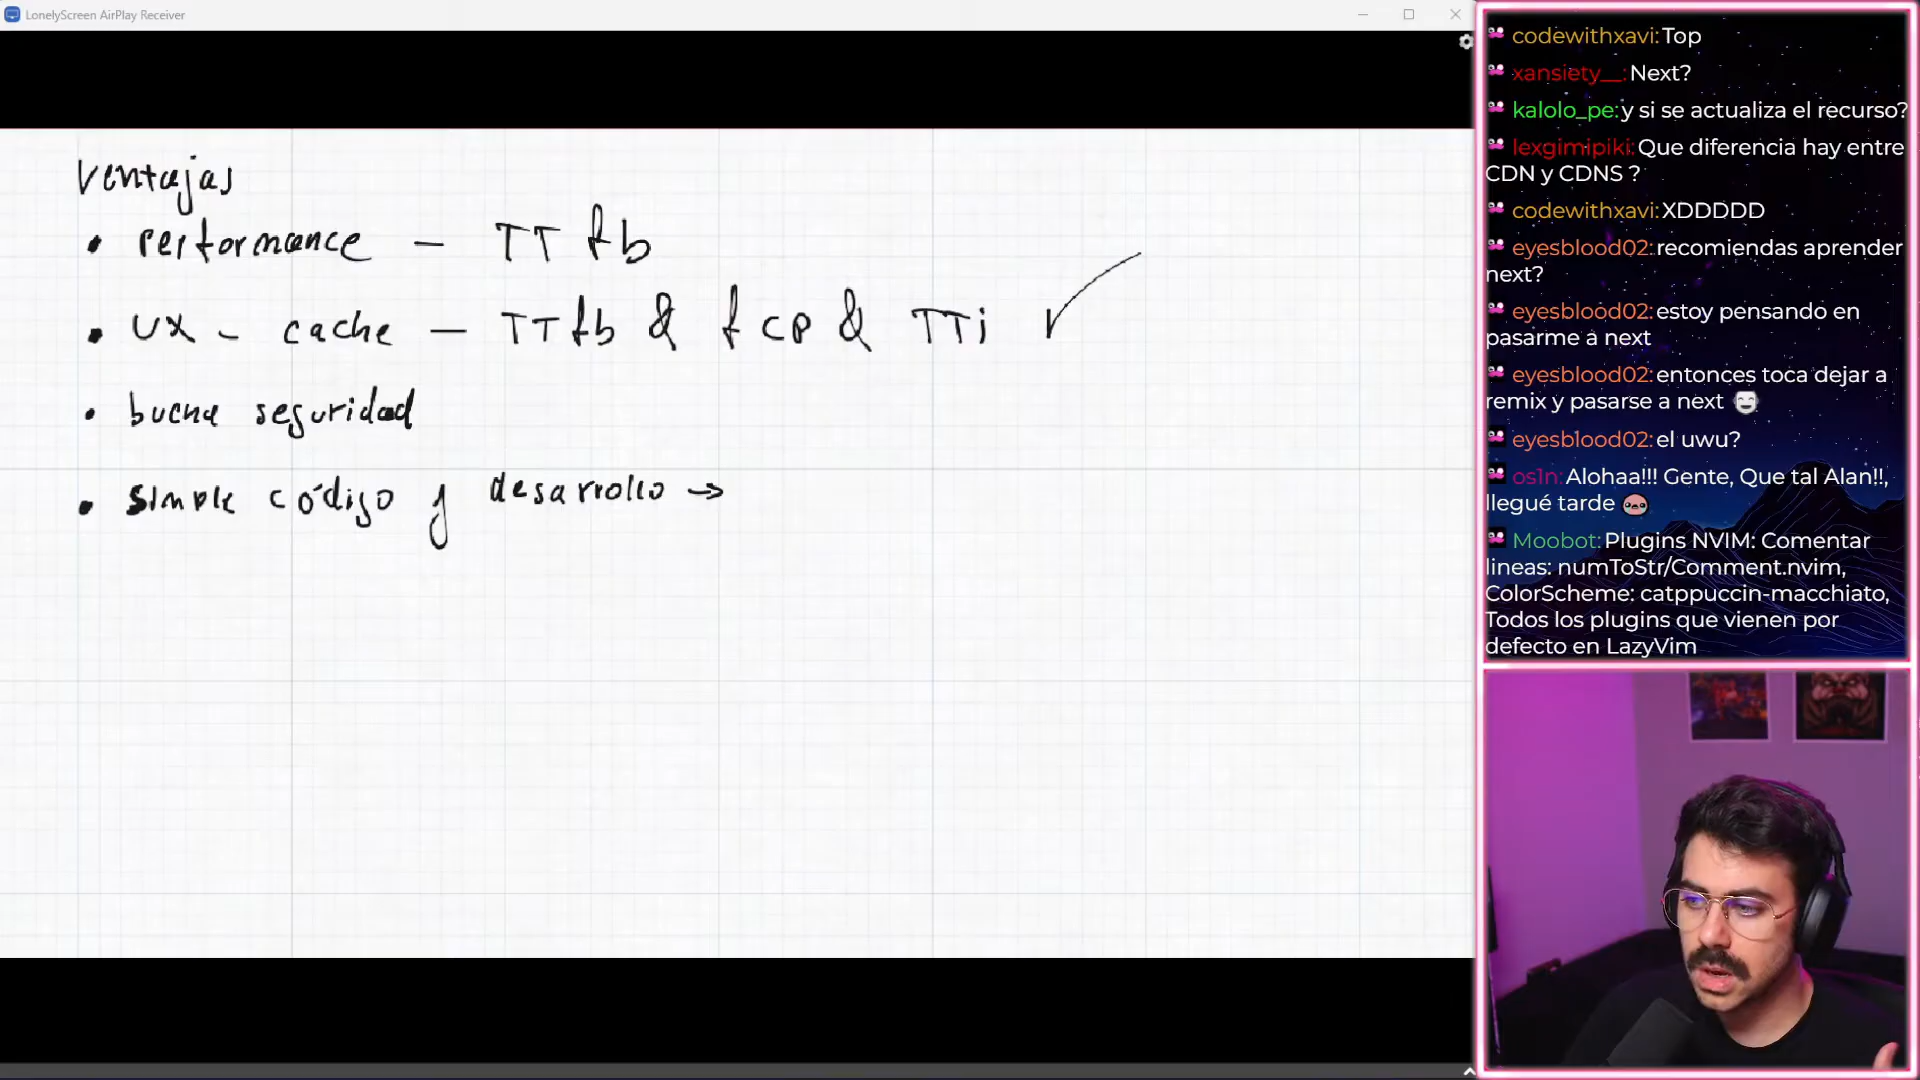 LonelyScreen AirPlay Receiver
Ventajas
• performance - TTfb
• UX - cache - TTfb & fcp & TTi ✓
• buena seguridad
• simple código y desarrollo →
codewithxavi: Top
xansiety__: Next?
kalolo_pe: y si se actualiza el recurso?
lexgimipiki: Que diferencia hay entre
CDN y CDNS ?
codewithxavi: XDDDDD
eyesblood02: recomiendas aprender
next?
eyesblood02: estoy pensando en
pasarme a next
eyesblood02: entonces toca dejar a
remix y pasarse a next
eyesblood02: el uwu?
os1n: Alohaa!!! Gente, Que tal Alan!!,
llegué tarde
Moobot: Plugins NVIM: Comentar
lineas: numToStr/Comment.nvim,
ColorScheme: catppuccin-macchiato,
Todos los plugins que vienen por
defecto en LazyVim